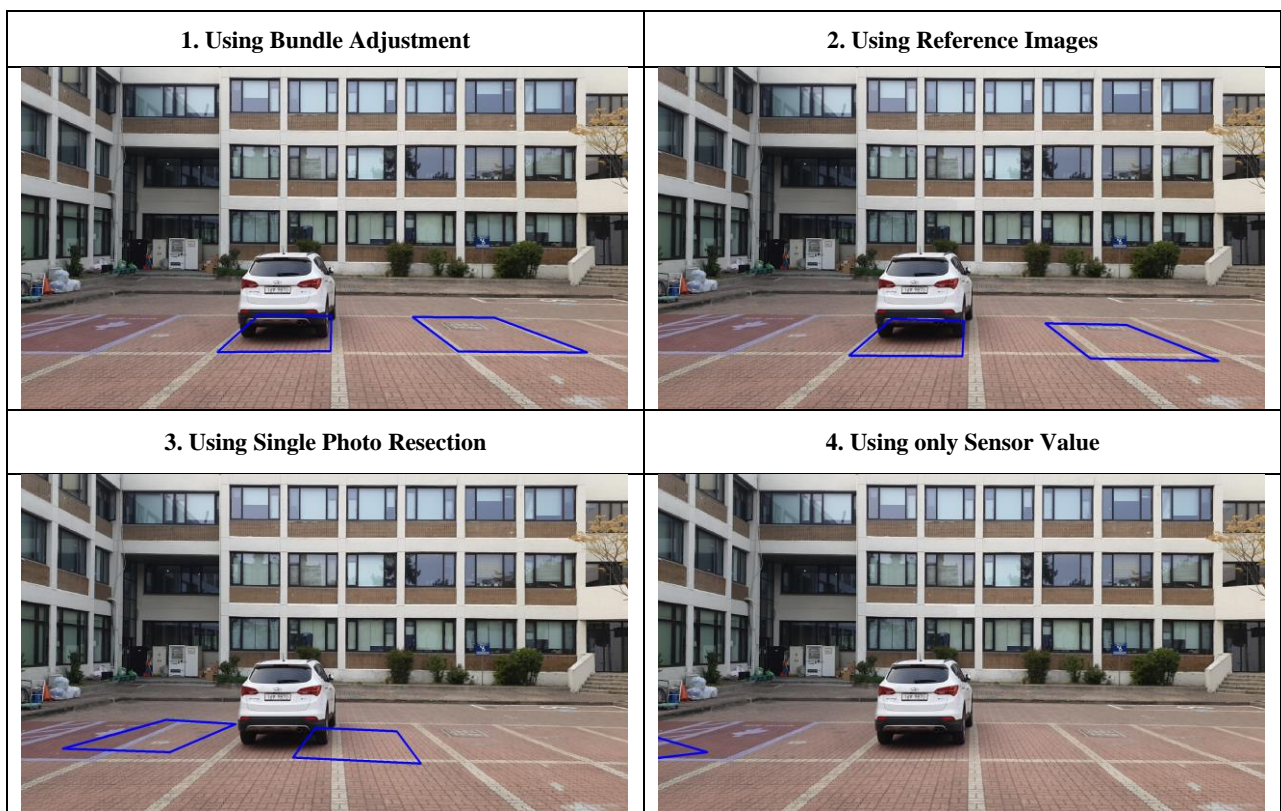 1. Using Bundle Adjustment
2. Using Reference Images
3. Using Single Photo Resection
4. Using only Sensor Value